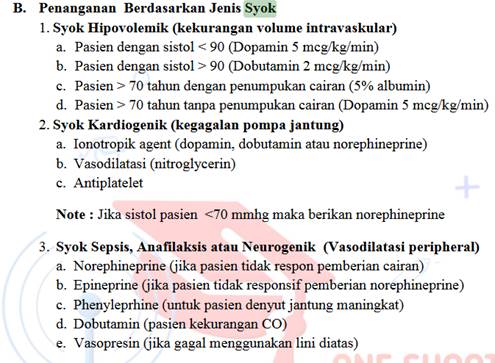 B. Penanganan Berdasarkan Jenis Syok
1. Syok Hipovolemik (kekurangan volume intravaskular)
a. Pasien dengan sistol < 90 (Dopamin 5 mcg/kg/min)
b. Pasien dengan sistol > 90 (Dobutamin 2 mcg/kg/min)
c. Pasien > 70 tahun dengan penumpukan cairan (5% albumin)
d. Pasien > 70 tahun tanpa penumpukan cairan (Dopamin 5 mcg/kg/min)
2. Syok Kardiogenik (kegagalan pompa jantung)
a. Ionotropik agent (dopamin, dobutamin atau norephineprine)
b. Vasodilatasi (nitroglycerin)
c. Antiplatelet
Note : Jika sistol pasien <70 mmhg maka berikan norephineprine
3. Syok Sepsis, Anafilaksis atau Neurogenik (Vasodilatasi peripheral)
a. Norephineprine (jika pasien tidak respon pemberian cairan)
b. Epineprine (jika pasien tidak responsif pemberian norephineprine)
c. Phenyleprhine (untuk pasien denyut jantung maningkat)
d. Dobutamin (pasien kekurangan CO)
e. Vasopresin (jika gagal menggunakan lini diatas)